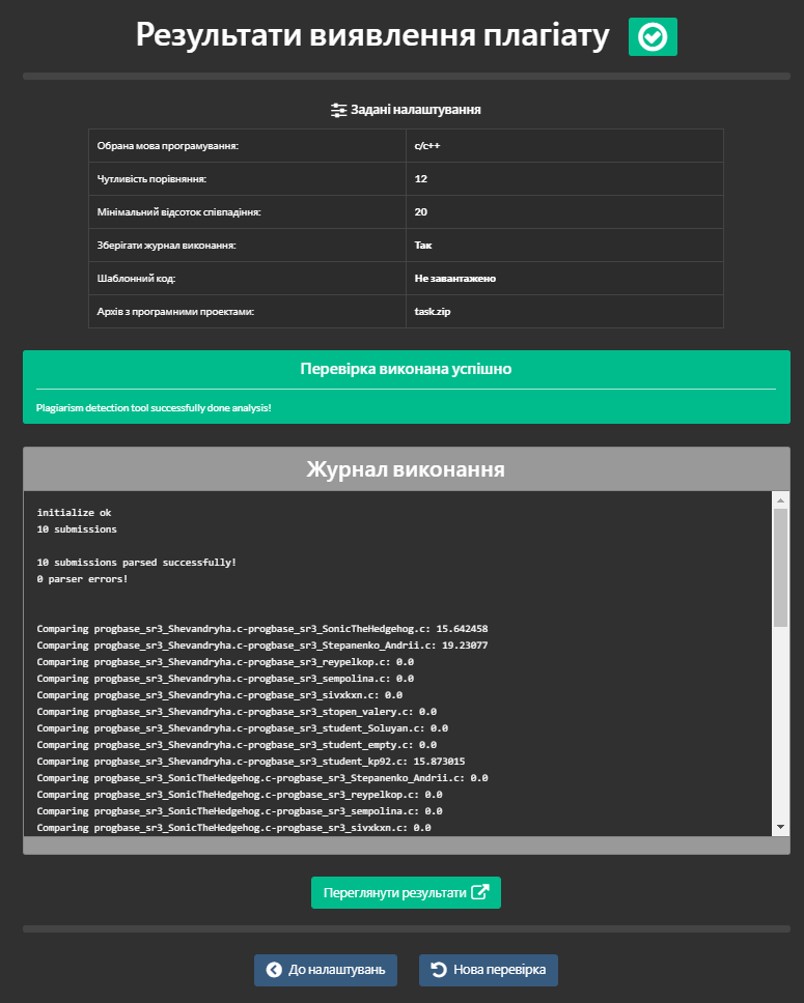 Результати виявлення плагіату
Задані налаштування
Обрана мова програмування: c/c++
Чутливість порівняння: 12
Мінімальний відсоток співпадіння: 20
Зберігати журнал виконання: Так
Шаблонний код: Не завантажено
Архів з програмними проектами: task.zip
Перевірка виконана успішно
Plagiarism detection tool successfully done analysis!
Журнал виконання
initialize ok
10 submissions
10 submissions parsed successfully!
0 parser errors!
Comparing progbase_sr3_Shevandryha.c-progbase_sr3_SonicTheHedgehog.c: 15.642458
Comparing progbase_sr3_Shevandryha.c-progbase_sr3_Stepanenko_Andrii.c: 19.23077
Comparing progbase_sr3_Shevandryha.c-progbase_sr3_reypelkop.c: 0.0
Comparing progbase_sr3_Shevandryha.c-progbase_sr3_sempolina.c: 0.0
Comparing progbase_sr3_Shevandryha.c-progbase_sr3_sivxkxn.c: 0.0
Comparing progbase_sr3_Shevandryha.c-progbase_sr3_stopen_valery.c: 0.0
Comparing progbase_sr3_Shevandryha.c-progbase_sr3_student_Soluyan.c: 0.0
Comparing progbase_sr3_Shevandryha.c-progbase_sr3_student_empty.c: 0.0
Comparing progbase_sr3_Shevandryha.c-progbase_sr3_student_kp92.c: 15.873015
Comparing progbase_sr3_SonicTheHedgehog.c-progbase_sr3_Stepanenko_Andrii.c: 0.0
Comparing progbase_sr3_SonicTheHedgehog.c-progbase_sr3_reypelkop.c: 0.0
Comparing progbase_sr3_SonicTheHedgehog.c-progbase_sr3_sempolina.c: 0.0
Comparing progbase_sr3_SonicTheHedgehog.c-progbase_sr3_sivxkxn.c: 0.0
Переглянути результати
До налаштувань Нова перевірка